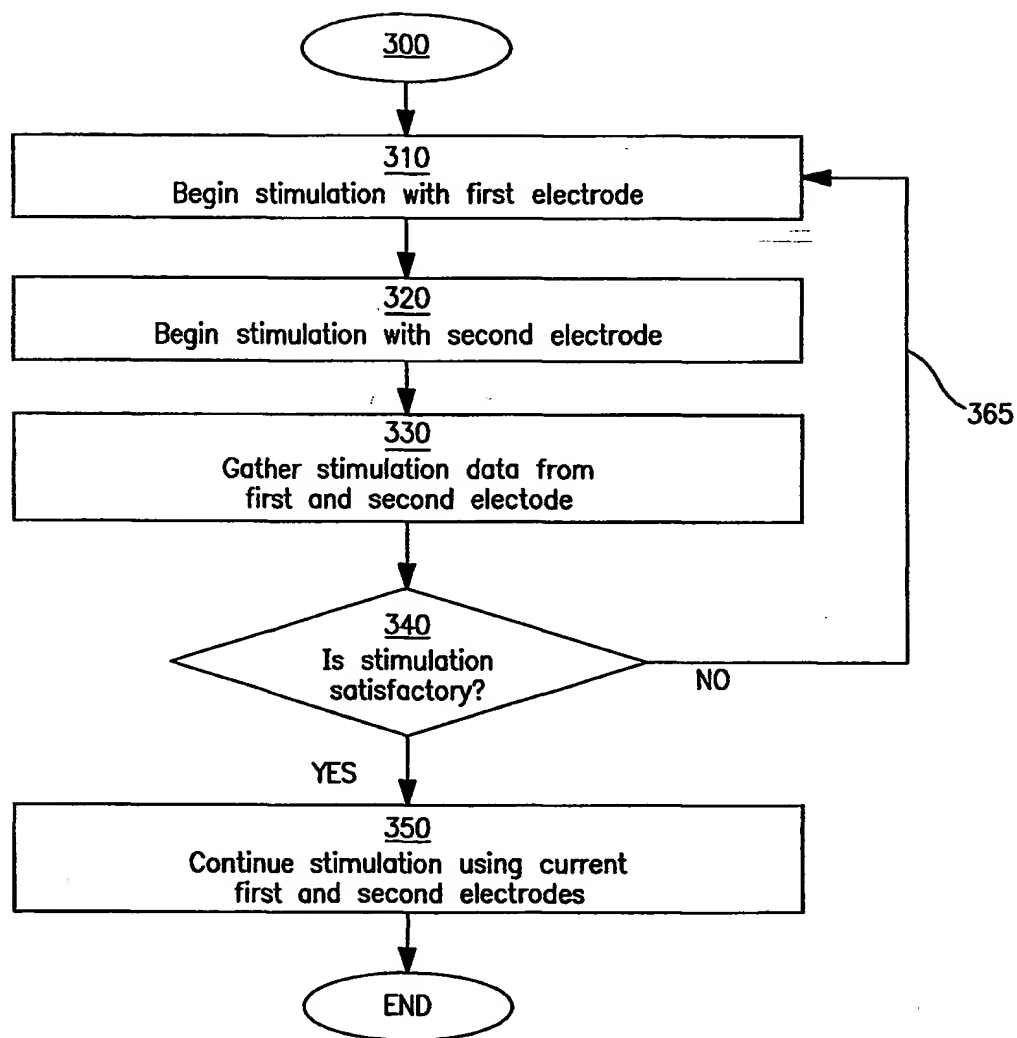 300
310
Begin stimulation with first electrode
320
Begin stimulation with second electrode
365
330
Gather stimulation data from
first and second electode
340
Is stimulation
satisfactory?
NO
YES
350
Continue stimulation using current
first and second electrodes
END